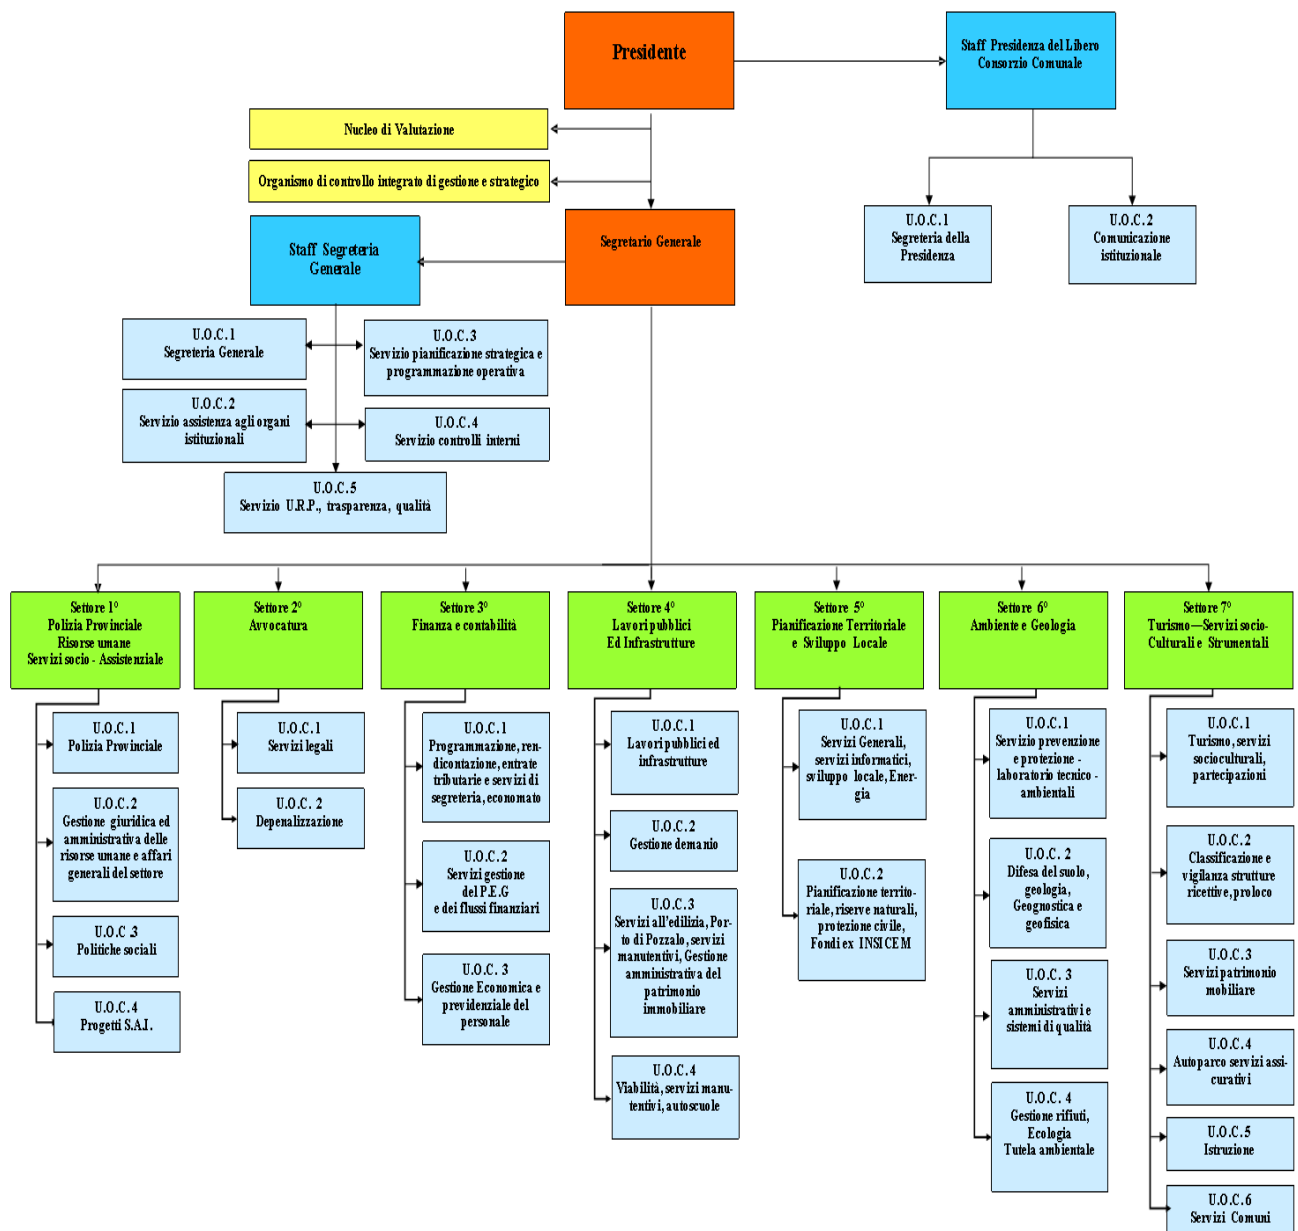 Presidente
Staff Presidenza del Libero
Consorzio Comunale
Nucleo di Valutazione
Organismo di controllo integrato di gestione e strategico
U.O.C.1
Segreteria della
Presidenza
U.O.C.2
Comunicazione
istituzionale
Segretario Generale
Staff Segreteria
Generale
U.O.C.1
Segreteria Generale
U.O.C.3
Servizio pianificazione strategica e
programmazione operativa
U.O.C.2
Servizio assistenza agli organi
istituzionali
U.O.C.4
Servizio controlli interni
U.O.C.5
Servizio U.R.P., trasparenza, qualità
Settore 1°
Polizia Provinciale
Risorse umane
Servizi socio - Assistenziale
Settore 2°
Avvocatura
Settore 3°
Finanza e contabilità
Settore 4°
Lavori pubblici
Ed Infrastrutture
Settore 5°
Pianificazione Territoriale
e Sviluppo Locale
Settore 6°
Ambiente e Geologia
Settore 7°
Turismo—Servizi socio-
Culturali e Strumentali
U.O.C.1
Polizia Provinciale
U.O.C.2
Gestione giuridica ed
amministrativa delle
risorse umane e affari
generali del settore
U.O.C.3
Politiche sociali
U.O.C.4
Progetti S.A.I.
U.O.C.1
Servizi legali
U.O.C. 2
Depenalizzazione
U.O.C.1
Programmazione, ren-
dicontazione, entrate
tributarie e servizi di
segreteria, economato
U.O.C.2
Servizi gestione
del P.E.G
e dei flussi finanziari
U.O.C. 3
Gestione Economica e
previdenziale del
personale
U.O.C.1
Lavori pubblici ed
infrastrutture
U.O.C.2
Gestione demanio
U.O.C.3
Servizi all'edilizia, Por-
to di Pozzalo, servizi
manutentivi, Gestione
amministrativa del
patrimonio
immobiliare
U.O.C.4
Viabilità, servizi manu-
tentivi, autoscuole
U.O.C.1
Servizi Generali,
servizi informatici,
sviluppo locale, Ener-
gia
U.O.C.2
Pianificazione territo-
riale, riserve naturali,
protezione civile,
Fondi ex INSICEM
U.O.C.1
Servizio prevenzione
e protezione -
laboratorio tecnico -
ambientali
U.O.C. 2
Difesa del suolo,
geologia,
Geognostica e
geofisica
U.O.C. 3
Servizi
amministrativi e
sistemi di qualità
U.O.C. 4
Gestione rifiuti,
Ecologia
Tutela ambientale
U.O.C.1
Turismo, servizi
socioculturali,
partecipazioni
U.O.C.2
Classificazione e
vigilanza strutture
ricettive, proloco
U.O.C.3
Servizi patrimonio
mobiliare
U.O.C.4
Autoparco servizi assi-
curativi
U.O.C.5
Istruzione
U.O.C.6
Servizi Comuni